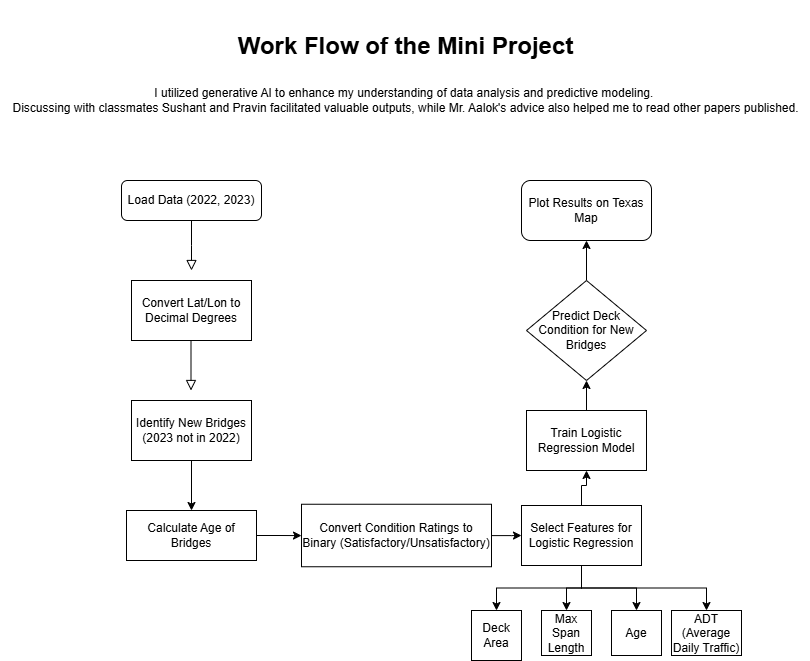 Work Flow of the Mini Project
I utilized generative AI to enhance my understanding of data analysis and predictive modeling.
Discussing with classmates Sushant and Pravin facilitated valuable outputs, while Mr. Aalok's advice also helped me to read other papers published.
Load Data (2022, 2023)
Convert Lat/Lon to
Decimal Degrees
Identify New Bridges
(2023 not in 2022)
Calculate Age of
Bridges
Convert Condition Ratings to
Binary (Satisfactory/Unsatisfactory)
Select Features for
Logistic Regression
Deck
Area
Max
Span
Length
Age
ADT
(Average
Daily Traffic)
Train Logistic
Regression Model
Predict Deck
Condition for New
Bridges
Plot Results on Texas
Map